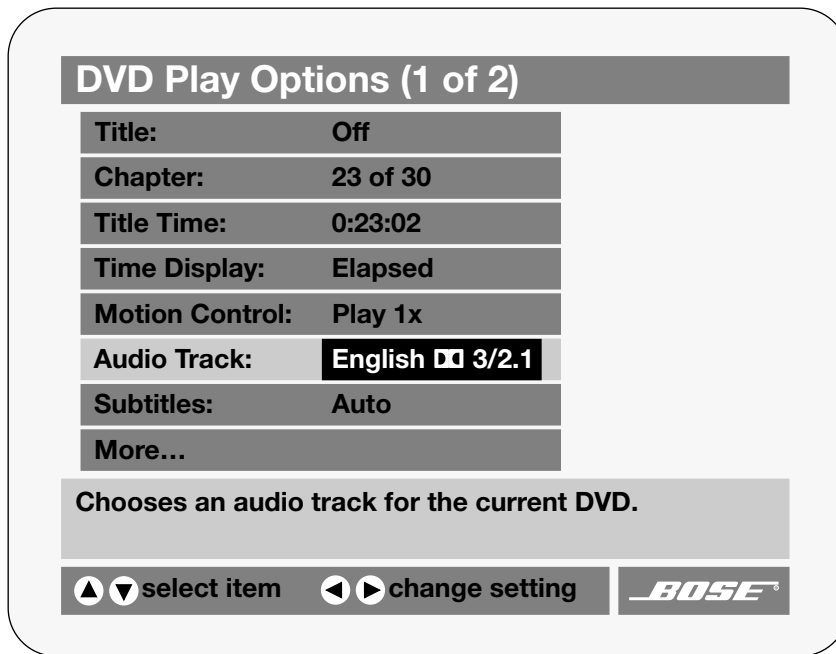 DVD Play Options (1 of 2)
Title: Off
Chapter: 23 of 30
Title Time: 0:23:02
Time Display: Elapsed
Motion Control: Play 1x
Audio Track: English 3/2.1
Subtitles: Auto
More…
Chooses an audio track for the current DVD.
select item change setting BOSE®